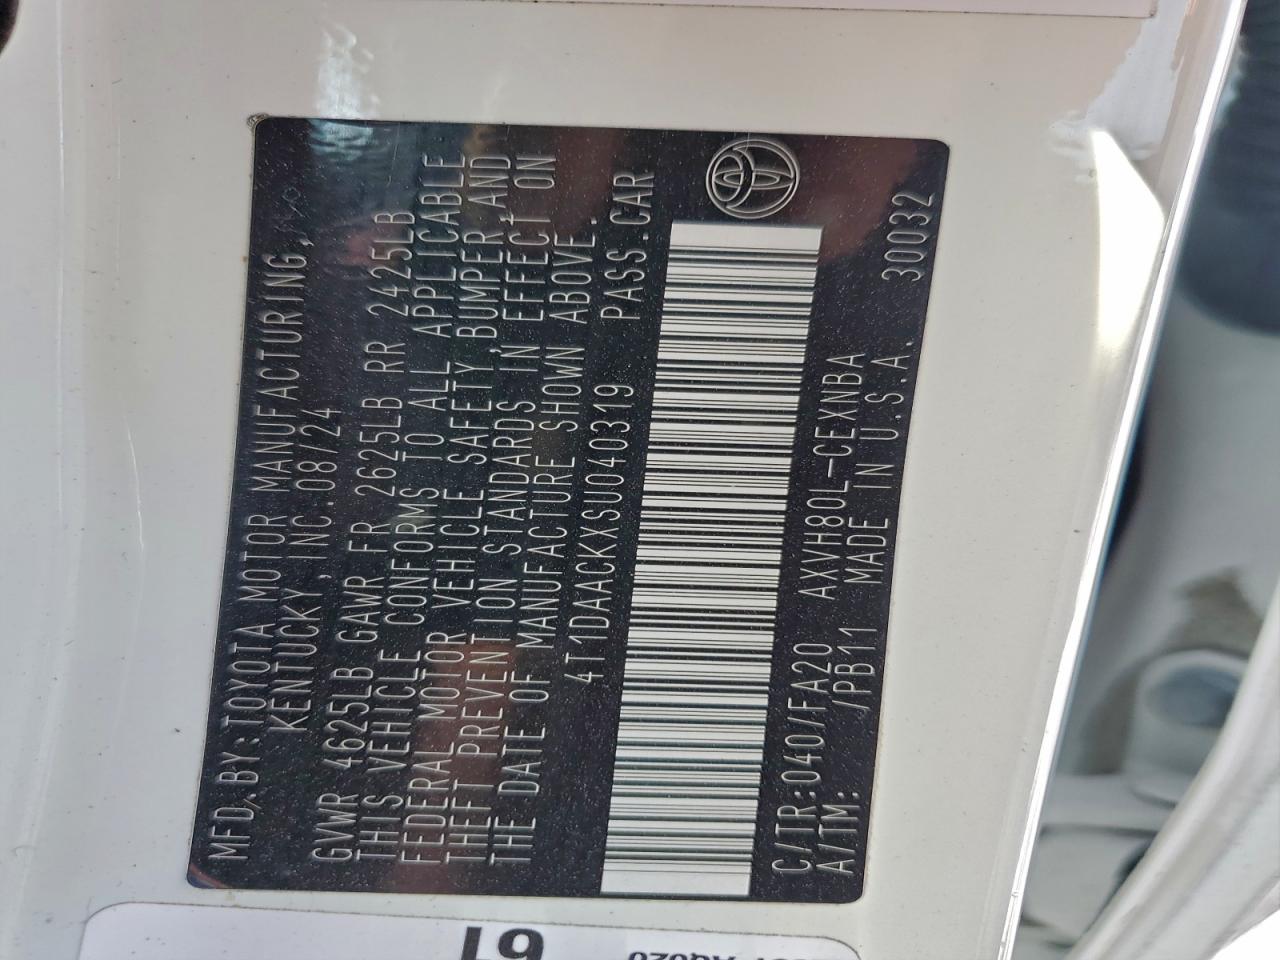 MFD.BY:TOYOTA MOTOR MANUFACTURING,
KENTUCKY,INC.08/24
GVWR 4625LB GAWR FR 2625LB RR 2425LB
THIS VEHICLE CONFORMS TO ALL APPLICABLE
FEDERAL MOTOR VEHICLE SAFETY,BUMPER,AND
THEFT PREVENTION STANDARDS IN EFFECT ON
THE DATE OF MANUFACTURE SHOWN ABOVE.
4T1DAACKXSU040319 PASS.CAR
C/TR:040/FA20 AXVH80L-CEXNBA
A/TM: /PB11 MADE IN U.S.A. 30032